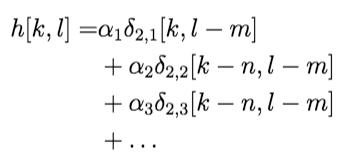 h[k, l] = α₁δ₂,₁[k, l − m]
+ α₂δ₂,₂[k − n, l − m]
+ α₃δ₂,₃[k − n, l − m]
+ …